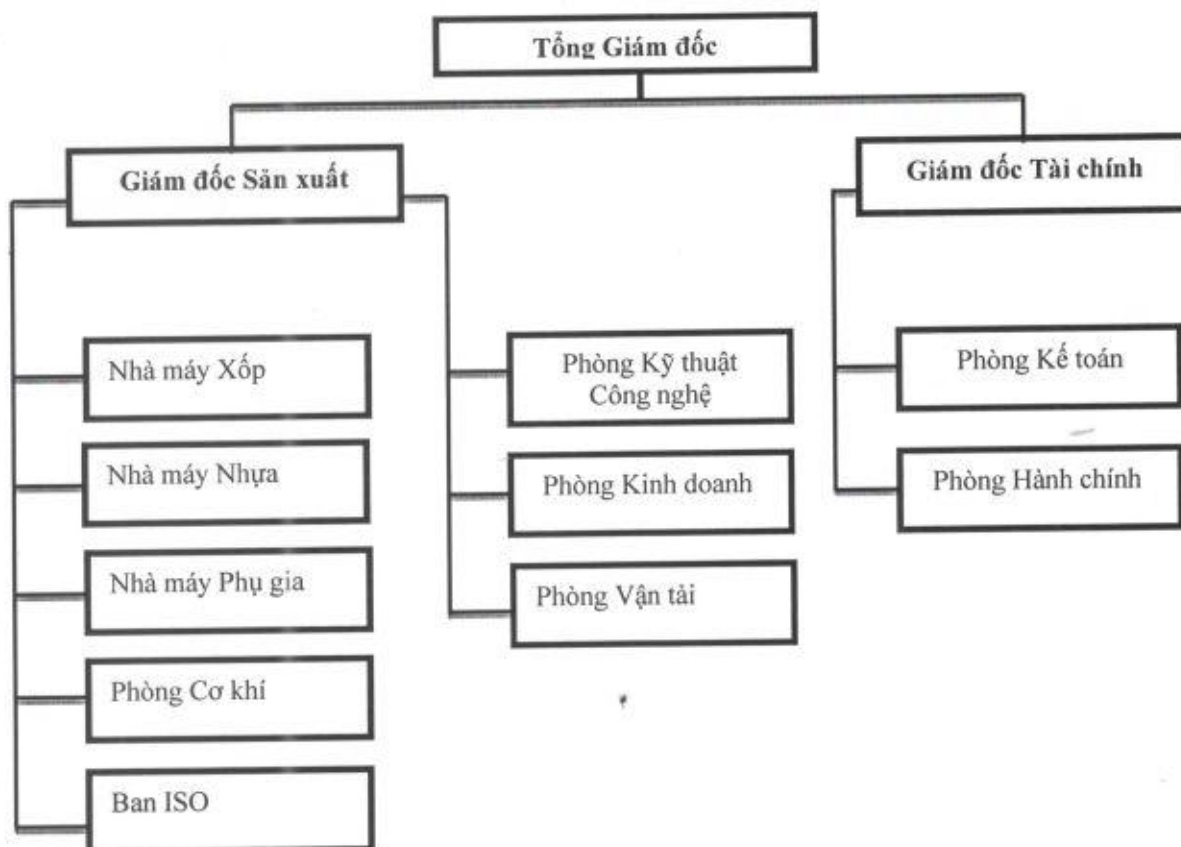 Tổng Giám đốc
Giám đốc Sản xuất
Giám đốc Tài chính
Nhà máy Xốp
Nhà máy Nhựa
Nhà máy Phụ gia
Phòng Cơ khí
Ban ISO
Phòng Kỹ thuật
Công nghệ
Phòng Kinh doanh
Phòng Vận tải
Phòng Kế toán
Phòng Hành chính